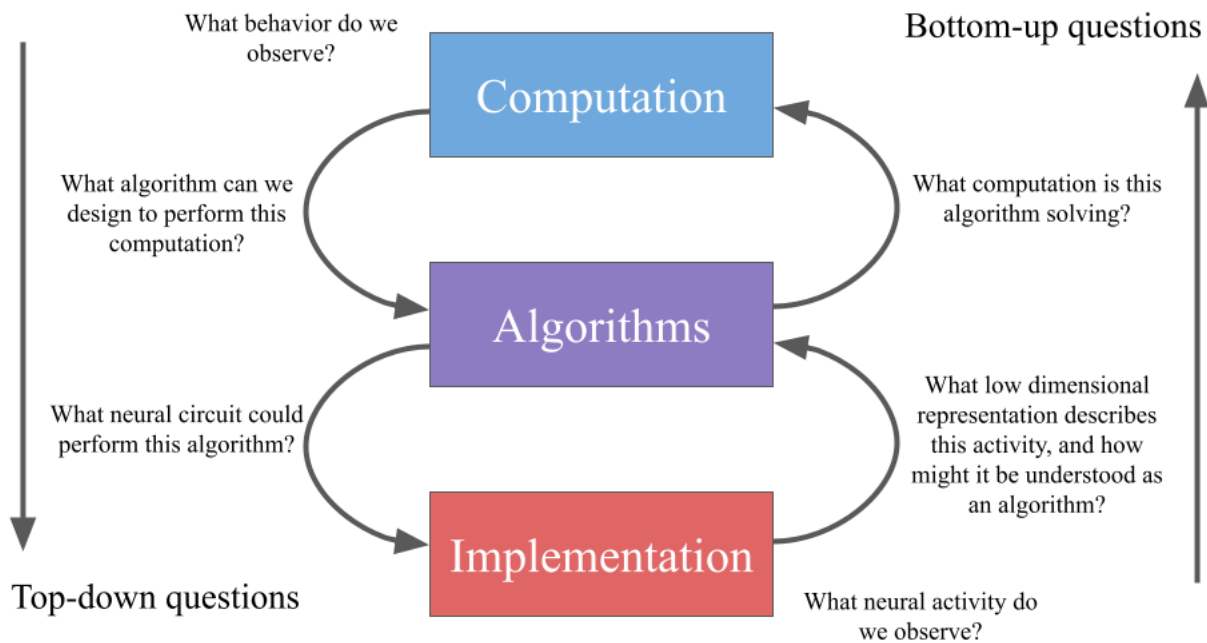 What behavior do we
observe?
Bottom-up questions
Computation
What algorithm can we
design to perform this
computation?
What computation is this
algorithm solving?
Algorithms
What neural circuit could
perform this algorithm?
What low dimensional
representation describes
this activity, and how
might it be understood as
an algorithm?
Implementation
Top-down questions
What neural activity do
we observe?